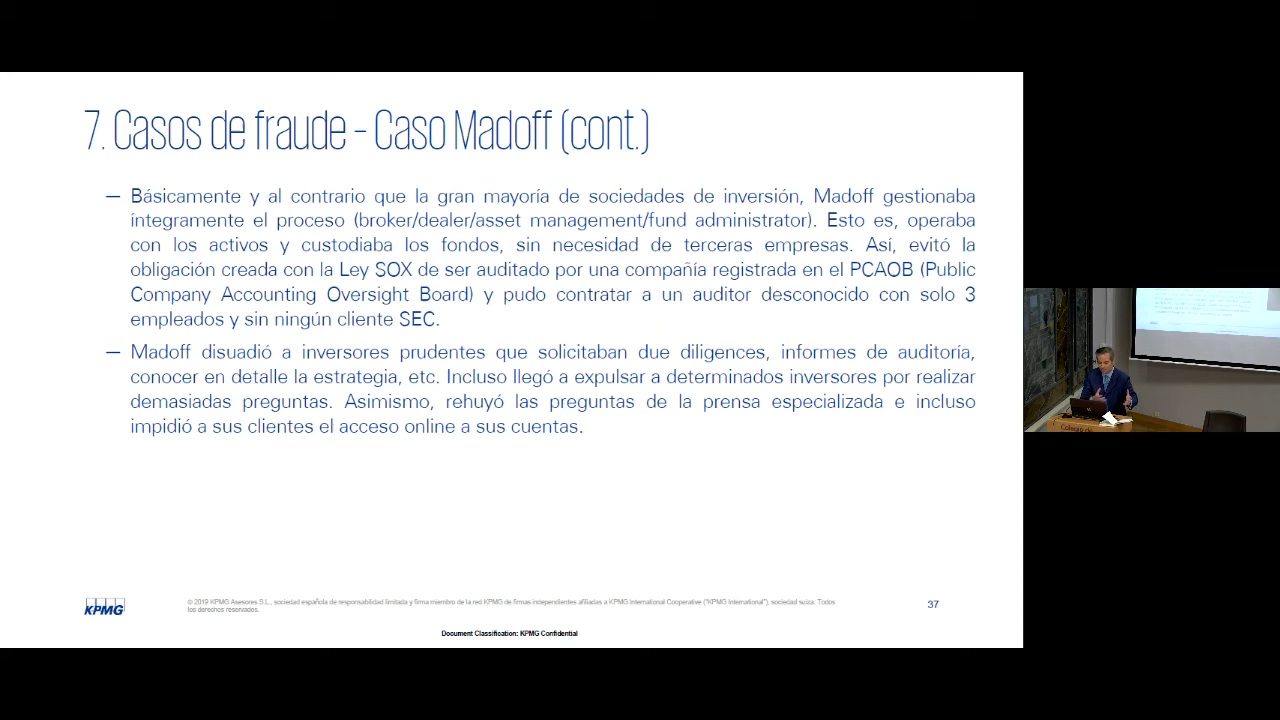 7. Casos de fraude – Caso Madoff (cont.)
— Básicamente y al contrario que la gran mayoría de sociedades de inversión, Madoff gestionaba
íntegramente el proceso (broker/dealer/asset management/fund administrator). Esto es, operaba
con los activos y custodiaba los fondos, sin necesidad de terceras empresas. Así, evitó la
obligación creada con la Ley SOX de ser auditado por una compañía registrada en el PCAOB (Public
Company Accounting Oversight Board) y pudo contratar a un auditor desconocido con solo 3
empleados y sin ningún cliente SEC.
— Madoff disuadió a inversores prudentes que solicitaban due diligences, informes de auditoría,
conocer en detalle la estrategia, etc. Incluso llegó a expulsar a determinados inversores por realizar
demasiadas preguntas. Asimismo, rehuyó las preguntas de la prensa especializada e incluso
impidió a sus clientes el acceso online a sus cuentas.
KPMG
© 2019 KPMG Asesores S.L., sociedad española de responsabilidad limitada y firma miembro de la red KPMG de firmas independientes afiliadas a KPMG International Cooperative ("KPMG International"), sociedad suiza. Todos
los derechos reservados.
37
Document Classification: KPMG Confidential